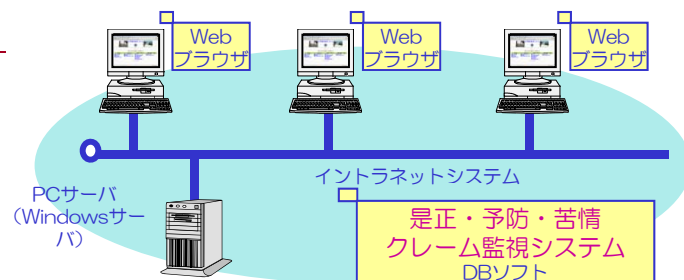 Web
ブラウザ
Web
ブラウザ
Web
ブラウザ
イントラネットシステム
PCサーバ
（Windowsサー
バ）
是正・予防・苦情
クレーム監視システム
DBソフト